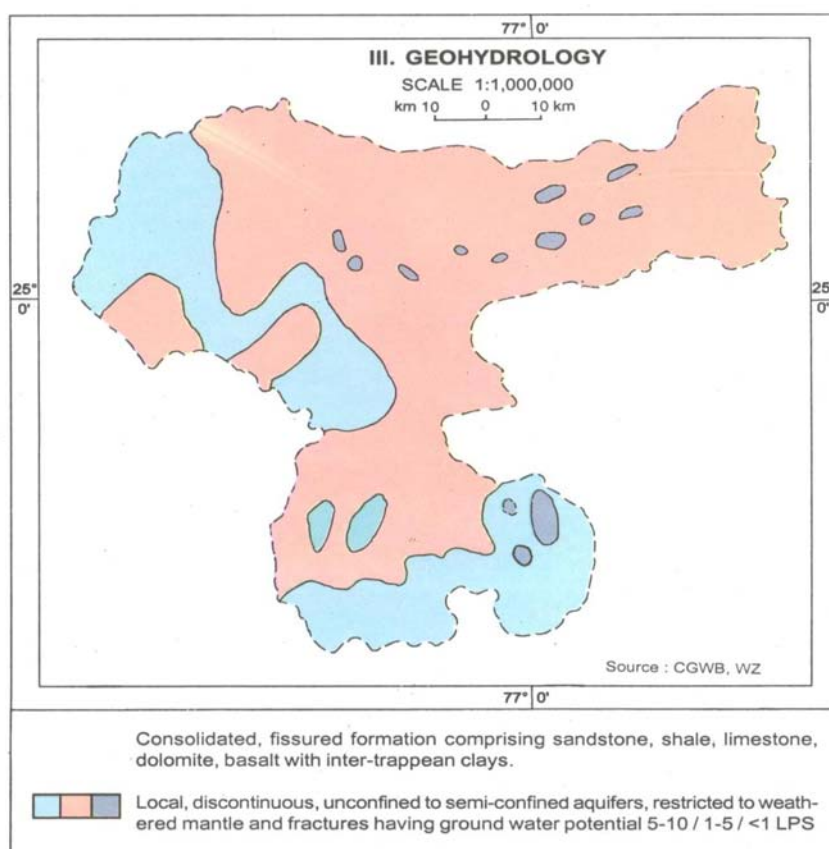 77° 0'
III. GEOHYDROLOGY
SCALE 1:1,000,000
km 10 0 10 km
25° 0'
25 0'
Source : CGWB, WZ
77° 0'
Consolidated, fissured formation comprising sandstone, shale, limestone,
dolomite, basalt with inter-trappean clays.
Local, discontinuous, unconfined to semi-confined aquifers, restricted to weath-
ered mantle and fractures having ground water potential 5-10 / 1-5 / <1 LPS